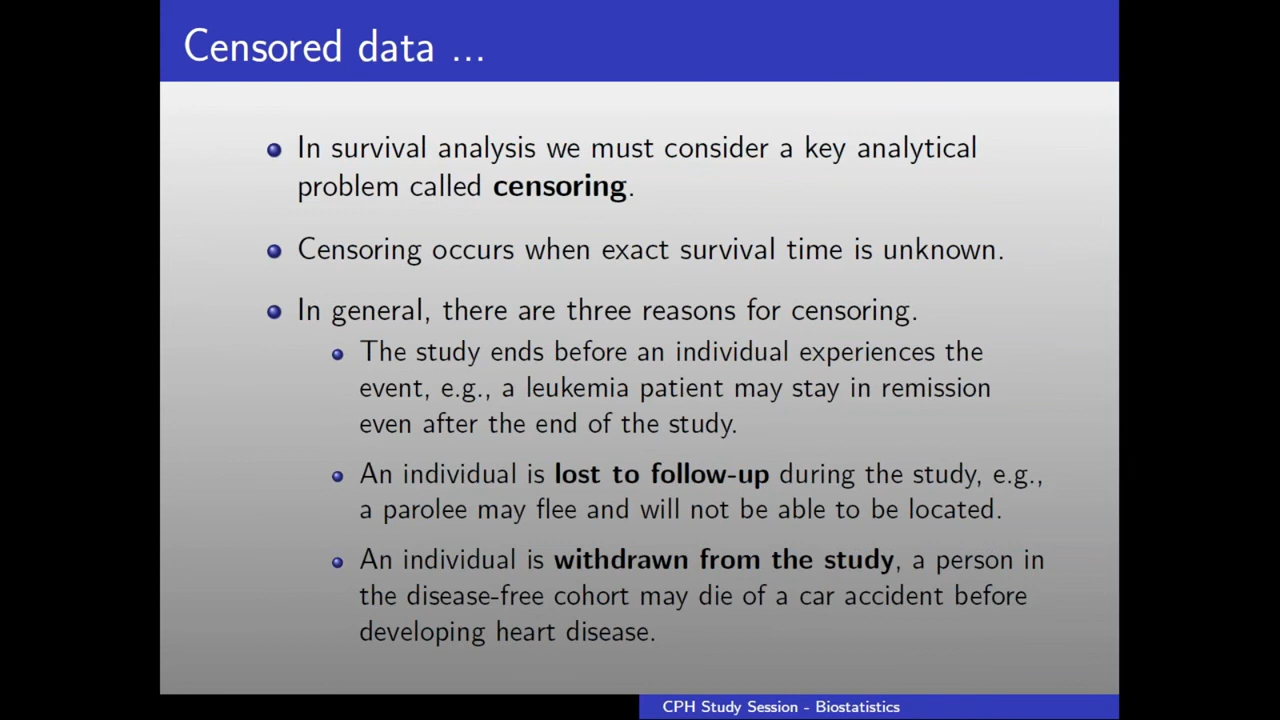 Censored data ...
In survival analysis we must consider a key analytical
problem called censoring.
Censoring occurs when exact survival time is unknown.
In general, there are three reasons for censoring.
The study ends before an individual experiences the
event, e.g., a leukemia patient may stay in remission
even after the end of the study.
An individual is lost to follow-up during the study, e.g.,
a parolee may flee and will not be able to be located.
An individual is withdrawn from the study, a person in
the disease-free cohort may die of a car accident before
developing heart disease.
CPH Study Session - Biostatistics